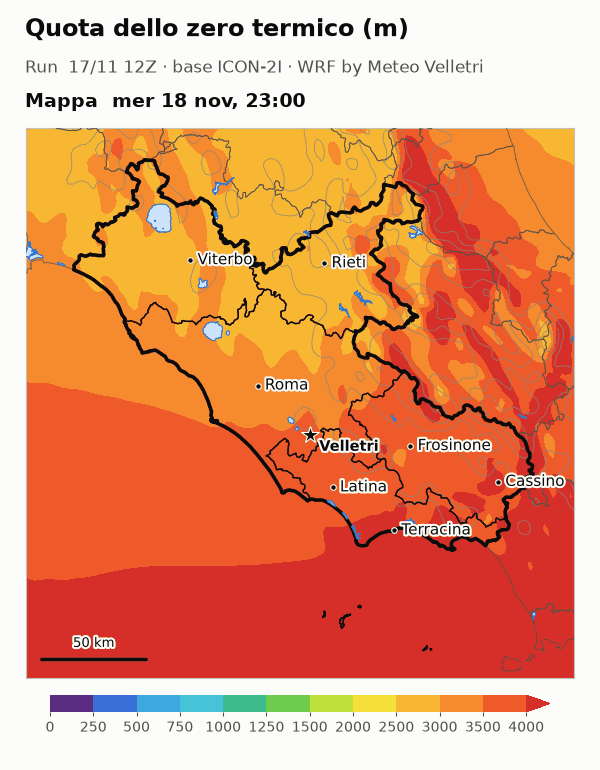 Quota dello zero termico (m)
Run  17/11 12Z · base ICON-2I · WRF by Meteo Velletri
Mappa  mer 18 nov, 23:00
Viterbo
Rieti
Roma
Velletri
Frosinone
Latina
Cassino
Terracina
50 km
0 250 500 750 1000 1250 1500 2000 2500 3000 3500 4000